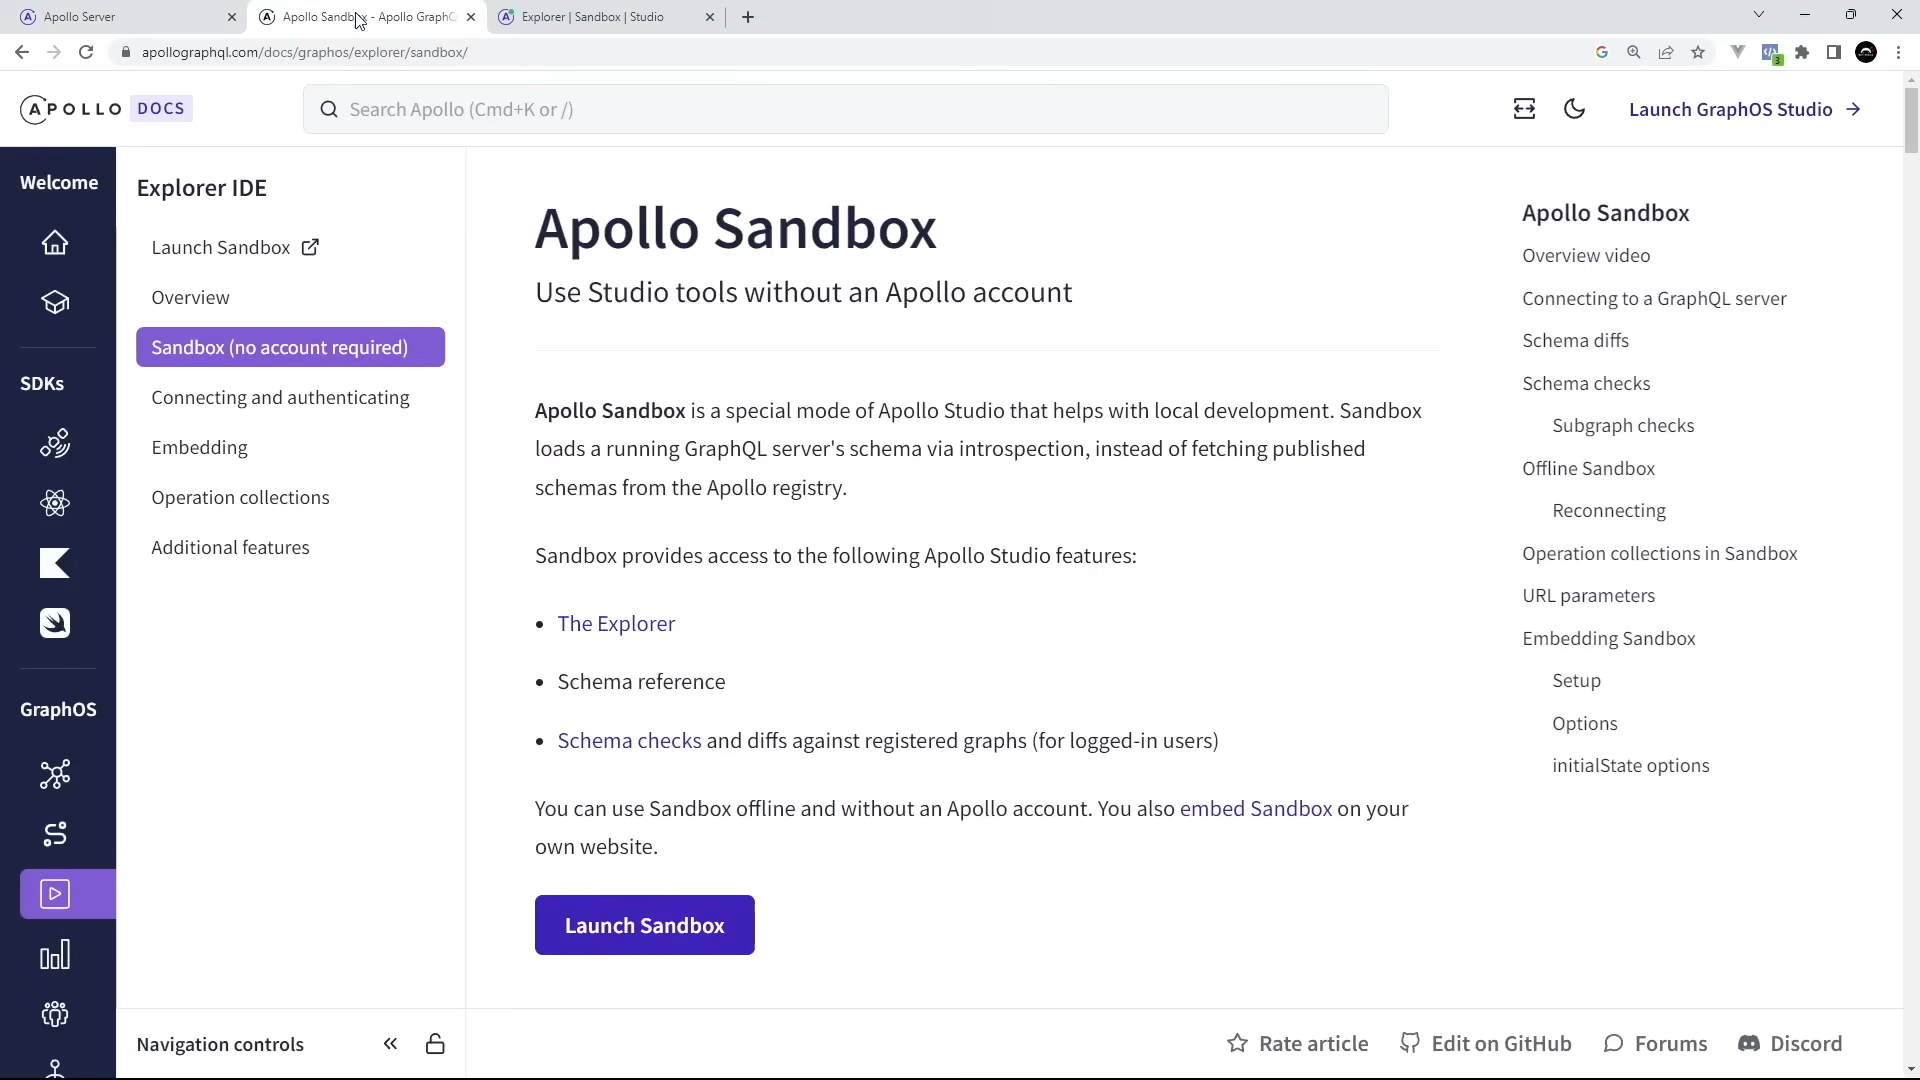 Apollo Server
Apollo Sandbox - Apollo GraphQ
Explorer | Sandbox | Studio
apollographql.com/docs/graphos/explorer/sandbox/
3
APOLLO DOCS
Search Apollo (Cmd+K or /)
Launch GraphOS Studio
Welcome
SDKs
GraphOS
Explorer IDE
Launch Sandbox
Overview
Sandbox (no account required)
Connecting and authenticating
Embedding
Operation collections
Additional features
Navigation controls
Apollo Sandbox
Use Studio tools without an Apollo account
Apollo Sandbox is a special mode of Apollo Studio that helps with local development. Sandbox
loads a running GraphQL server's schema via introspection, instead of fetching published
schemas from the Apollo registry.
Sandbox provides access to the following Apollo Studio features:
• The Explorer
• Schema reference
• Schema checks and diffs against registered graphs (for logged-in users)
You can use Sandbox offline and without an Apollo account. You also embed Sandbox on your
own website.
Launch Sandbox
Apollo Sandbox
Overview video
Connecting to a GraphQL server
Schema diffs
Schema checks
Subgraph checks
Offline Sandbox
Reconnecting
Operation collections in Sandbox
URL parameters
Embedding Sandbox
Setup
Options
initialState options
Rate article
Edit on GitHub
Forums
Discord